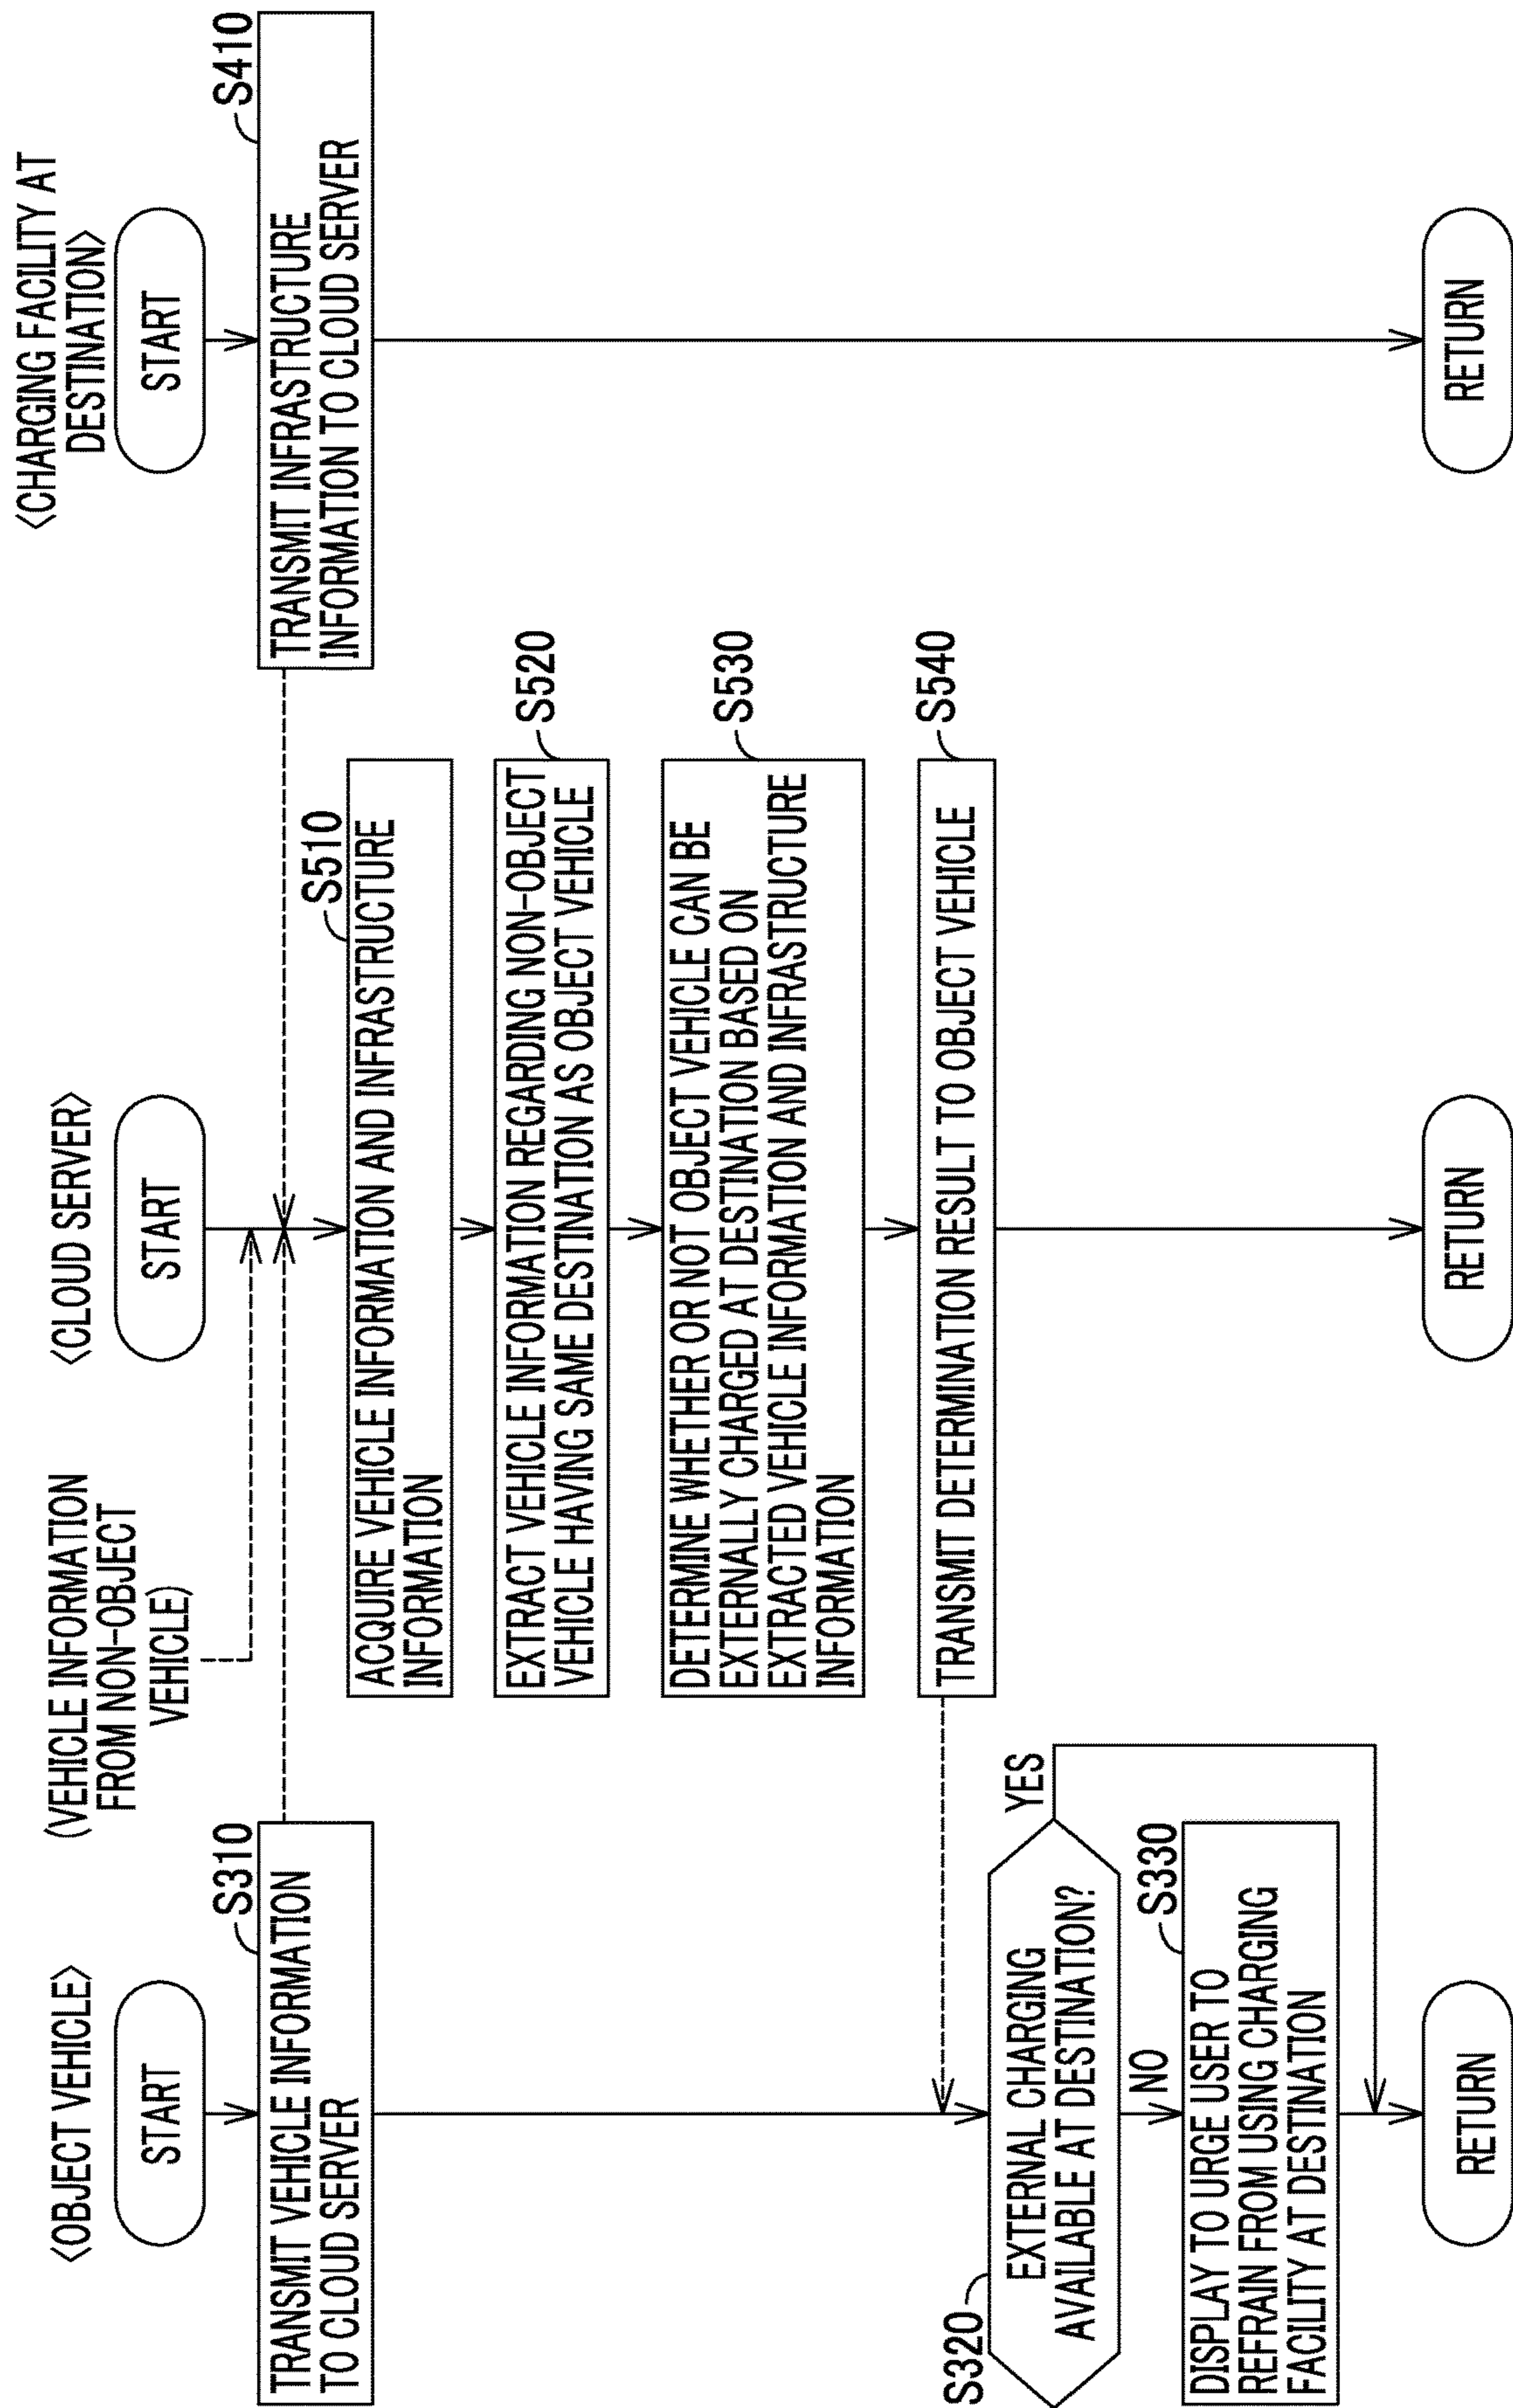 <OBJECT VEHICLE>
START
S310
TRANSMIT VEHICLE INFORMATION
TO CLOUD SERVER
S320
EXTERNAL CHARGING
AVAILABLE AT DESTINATION?
YES
NO
S330
DISPLAY TO URGE USER TO
REFRAIN FROM USING CHARGING
FACILITY AT DESTINATION
RETURN
(VEHICLE INFORMATION
FROM NON-OBJECT
VEHICLE)
<CLOUD SERVER>
START
S510
ACQUIRE VEHICLE INFORMATION AND INFRASTRUCTURE
INFORMATION
S520
EXTRACT VEHICLE INFORMATION REGARDING NON-OBJECT
VEHICLE HAVING SAME DESTINATION AS OBJECT VEHICLE
S530
DETERMINE WHETHER OR NOT OBJECT VEHICLE CAN BE
EXTERNALLY CHARGED AT DESTINATION BASED ON
EXTRACTED VEHICLE INFORMATION AND INFRASTRUCTURE
INFORMATION
S540
TRANSMIT DETERMINATION RESULT TO OBJECT VEHICLE
RETURN
<CHARGING FACILITY AT
DESTINATION>
START
S410
TRANSMIT INFRASTRUCTURE
INFORMATION TO CLOUD SERVER
RETURN